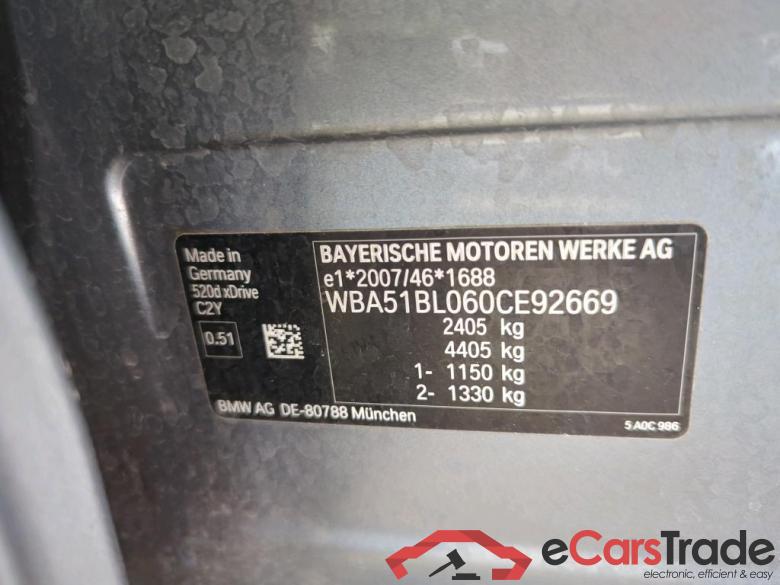 Made in
Germany
520d xDrive
C2Y
0.51
BAYERISCHE MOTOREN WERKE AG
e1*2007/46*1688
WBA51BL060CE92669
2405 kg
4405 kg
1- 1150 kg
2- 1330 kg
BMW AG DE-80788 München
5 A0C 986
eCarsTrade
electronic, efficient & easy